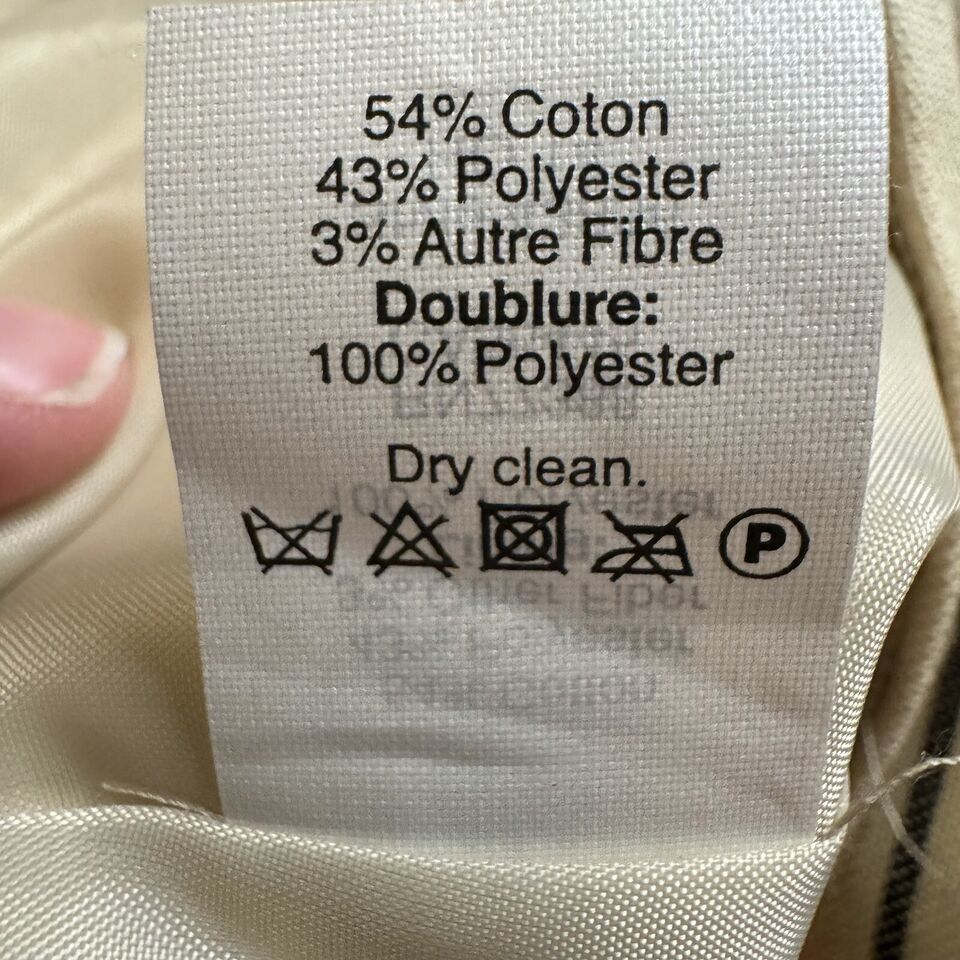 54% Coton
43% Polyester
3% Autre Fibre
Doublure:
100% Polyester
Dry clean.
P